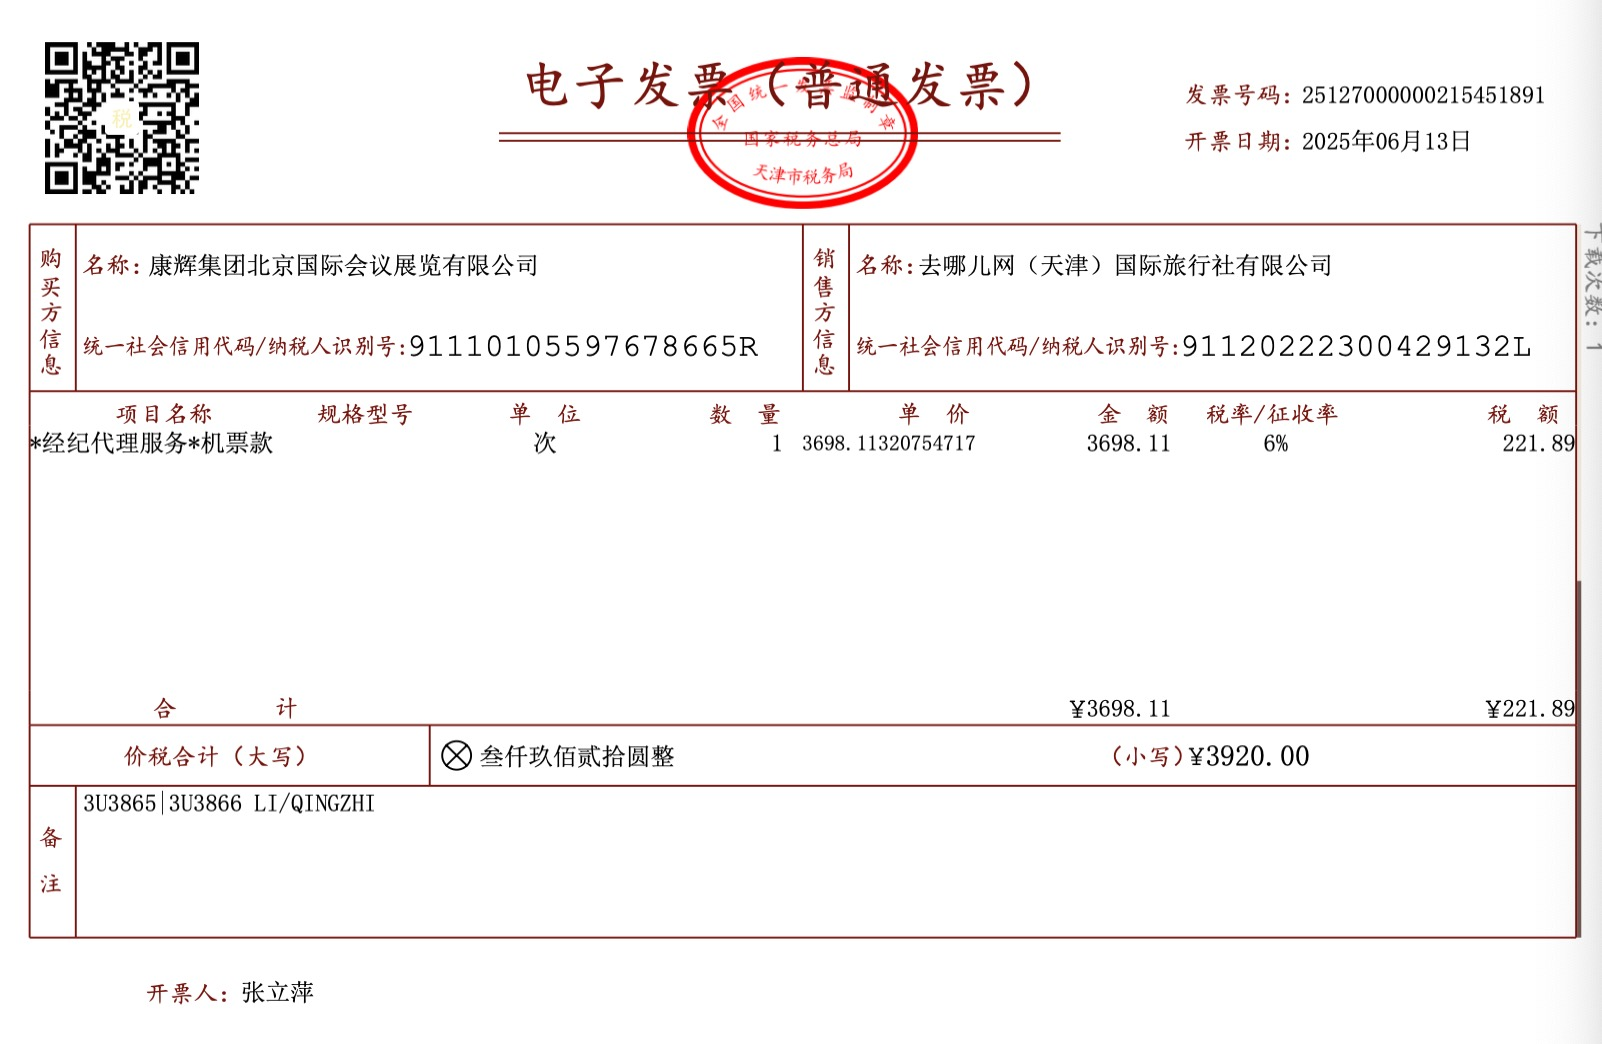 税
电子发票（普通发票）
全国统一发票监制章
国家税务总局
天津市税务局
发票号码：25127000000215451891
开票日期：2025年06月13日
下载次数：1
购买方信息
名称：康辉集团北京国际会议展览有限公司
统一社会信用代码/纳税人识别号：91110105597678665R
销售方信息
名称：去哪儿网（天津）国际旅行社有限公司
统一社会信用代码/纳税人识别号：91120222300429132L
项目名称 规格型号 单位 数量 单价 金额 税率/征收率 税额
*经纪代理服务*机票款 次 1 3698.11320754717 3698.11 6% 221.89
合计 ¥3698.11 ¥221.89
价税合计（大写） 叁仟玖佰贰拾圆整 （小写）¥3920.00
备注
3U3865|3U3866 LI/QINGZHI
开票人：张立萍